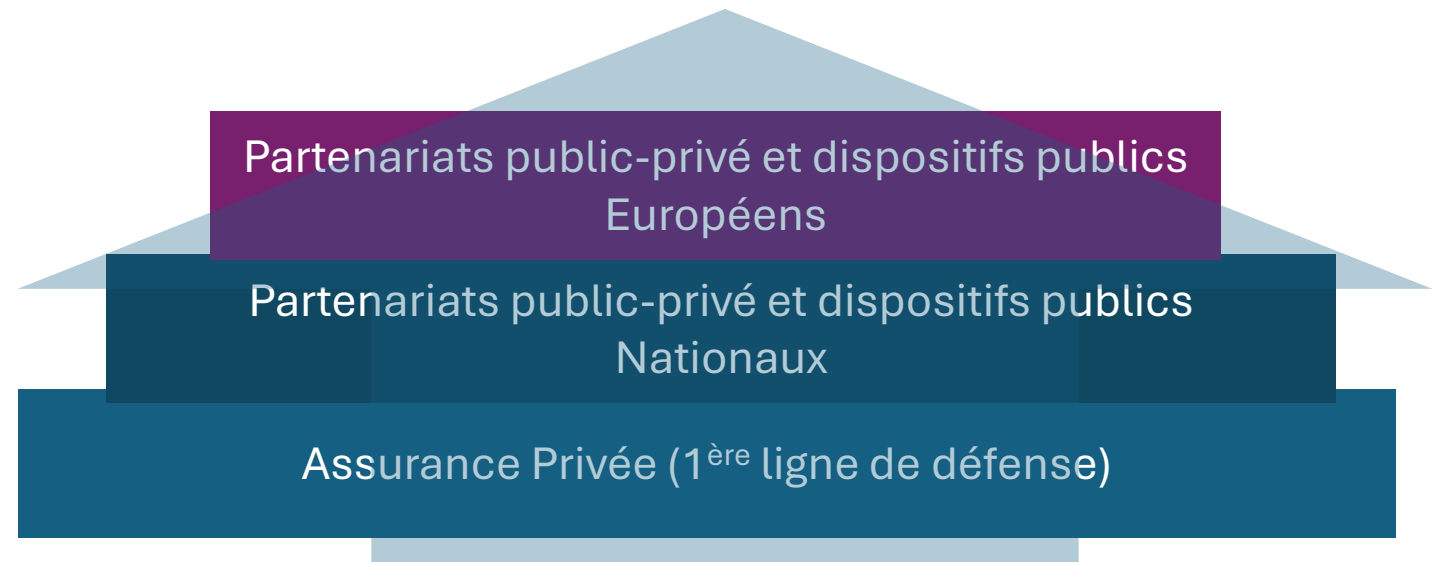 Partenariats public-privé et dispositifs publics
Européens
Partenariats public-privé et dispositifs publics
Nationaux
Assurance Privée (1ère ligne de défense)